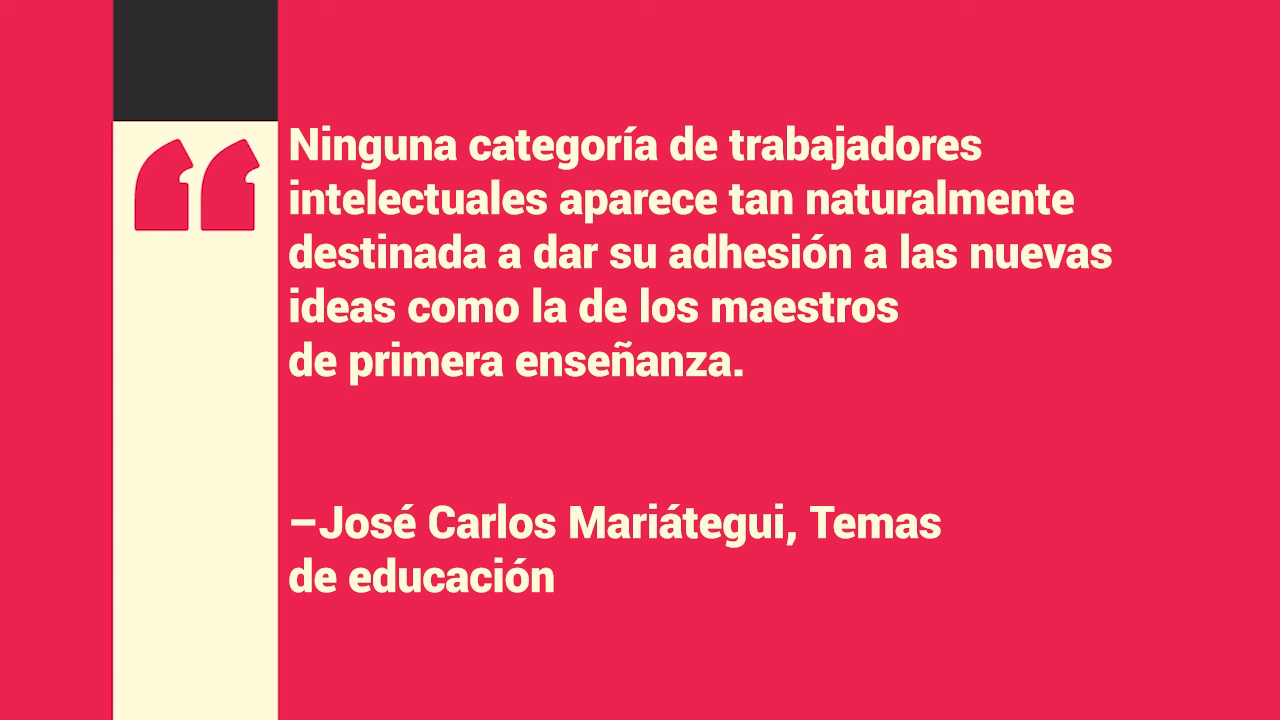 “
Ninguna categoría de trabajadores
intelectuales aparece tan naturalmente
destinada a dar su adhesión a las nuevas
ideas como la de los maestros
de primera enseñanza.
–José Carlos Mariátegui, Temas
de educación